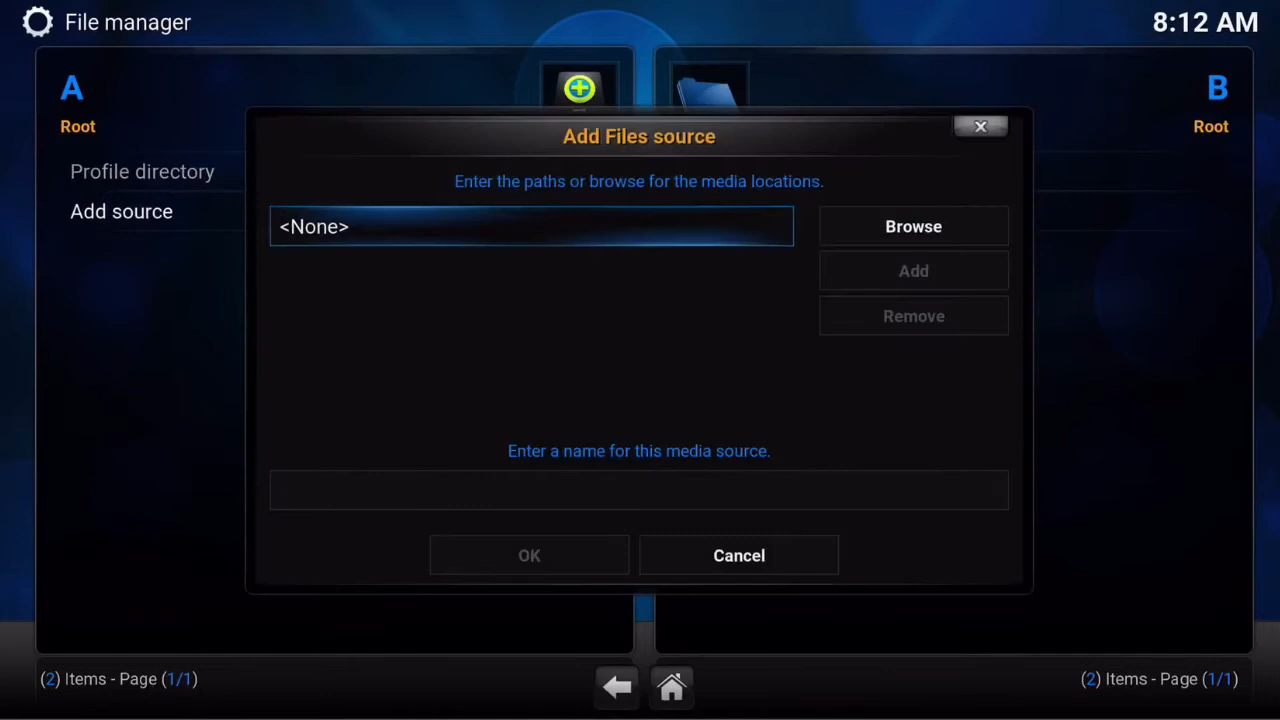 File manager
8:12 AM
A
B
Root
Root
Profile directory
Add source
Add Files source
Enter the paths or browse for the media locations.
<None>
Browse
Add
Remove
Enter a name for this media source.
OK
Cancel
(2) Items - Page (1/1)
(2) Items - Page (1/1)